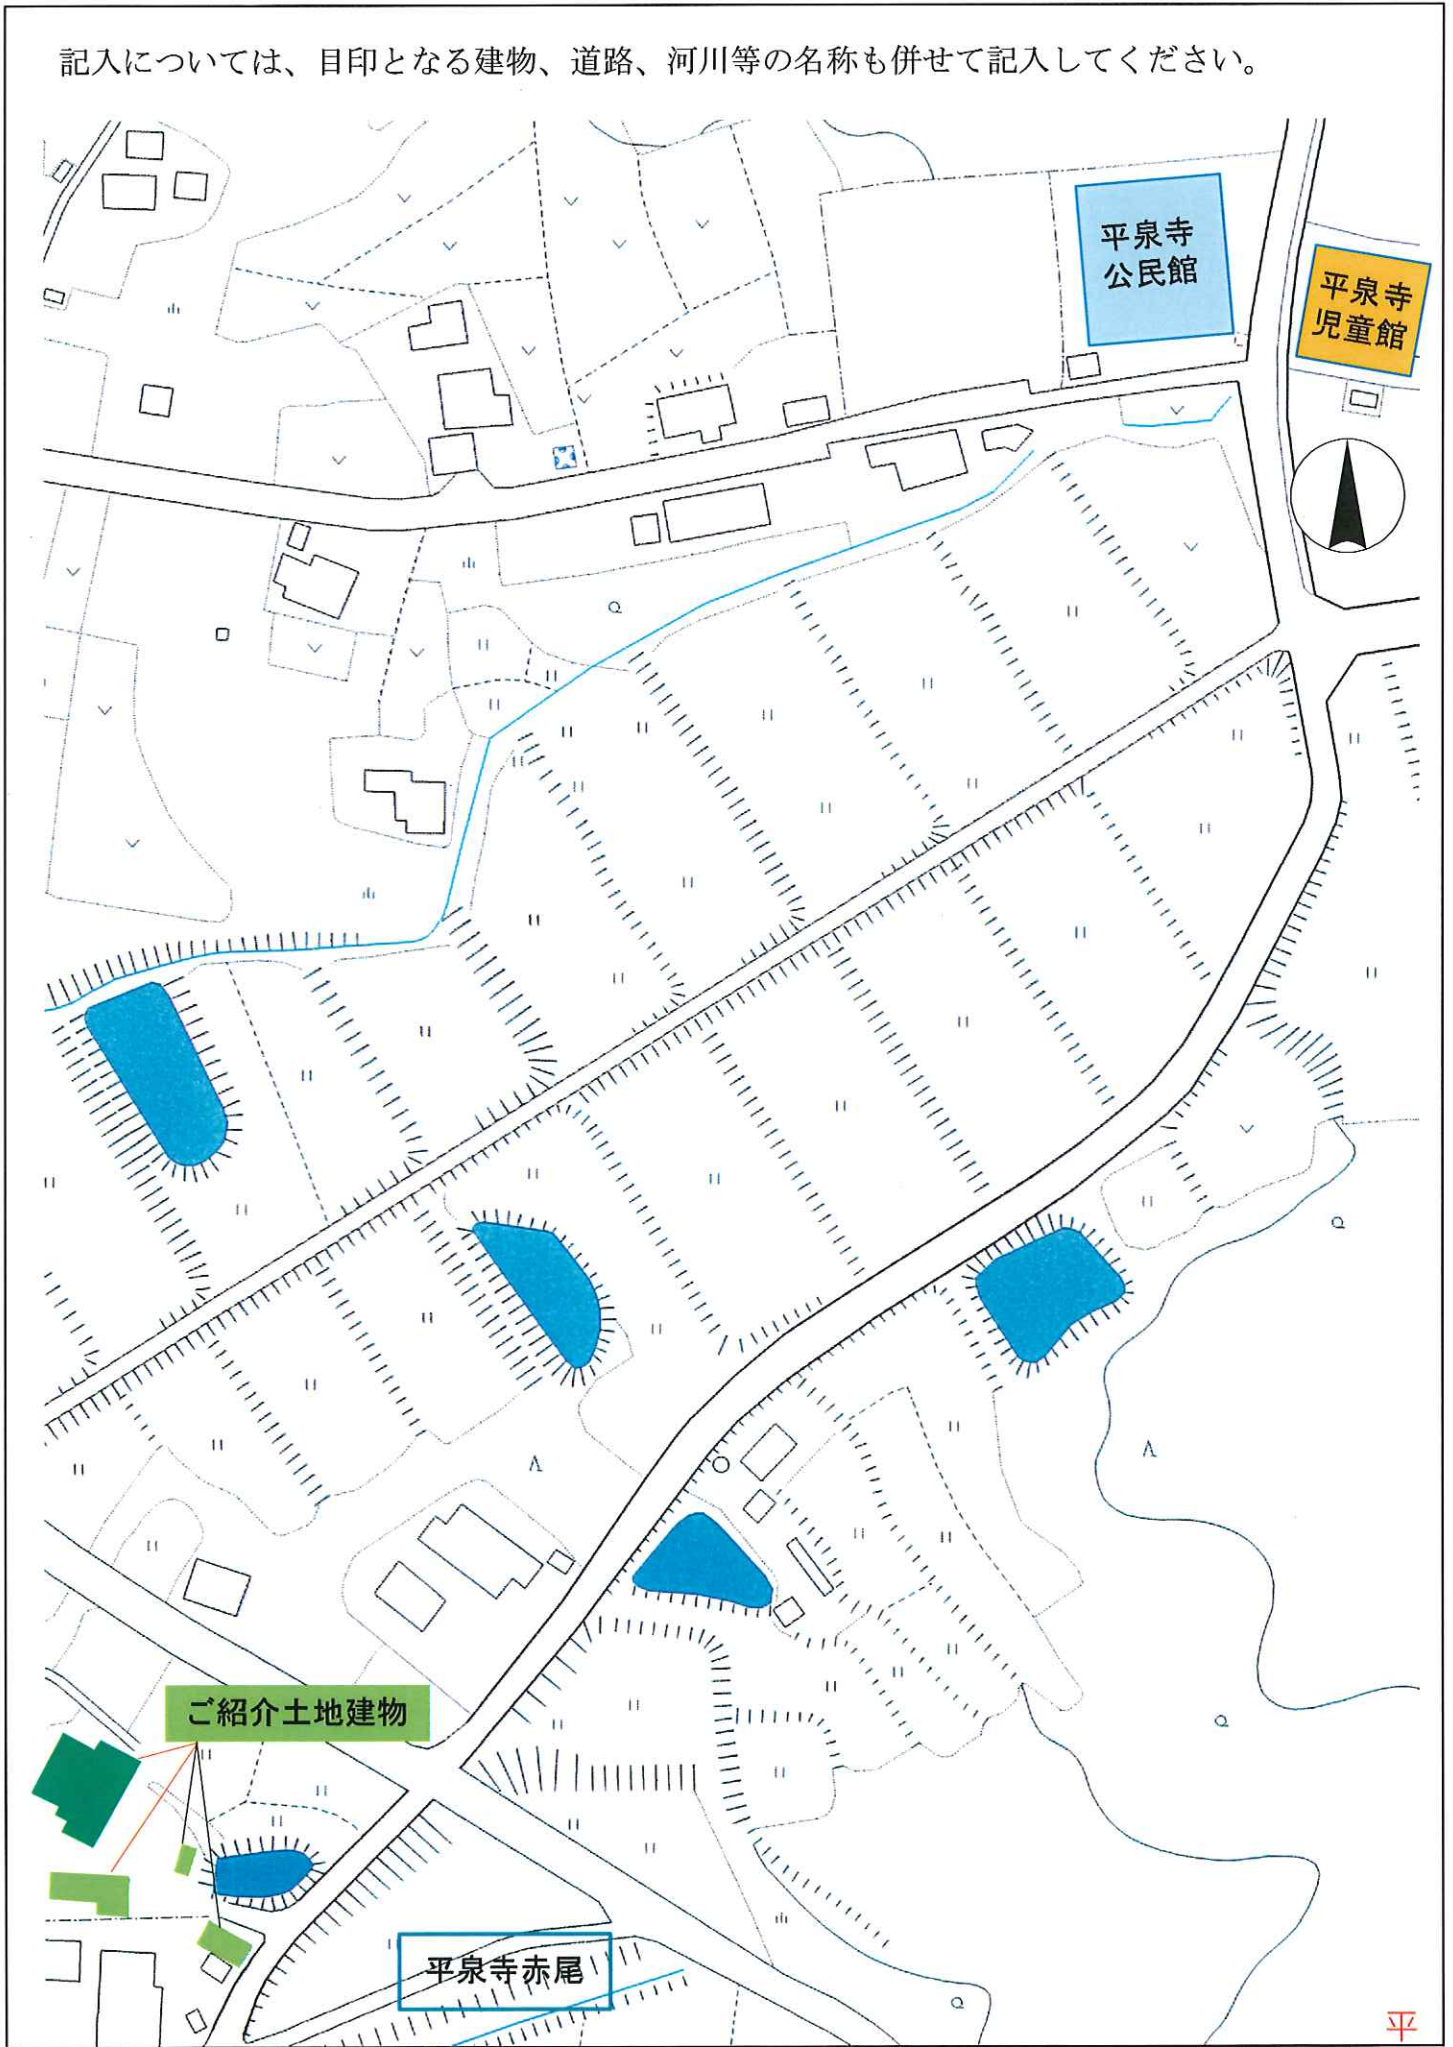 記入については、目印となる建物、道路、河川等の名称も併せて記入してください。
平泉寺
公民館
平泉寺
児童館
ご紹介土地建物
平泉寺赤尾
平